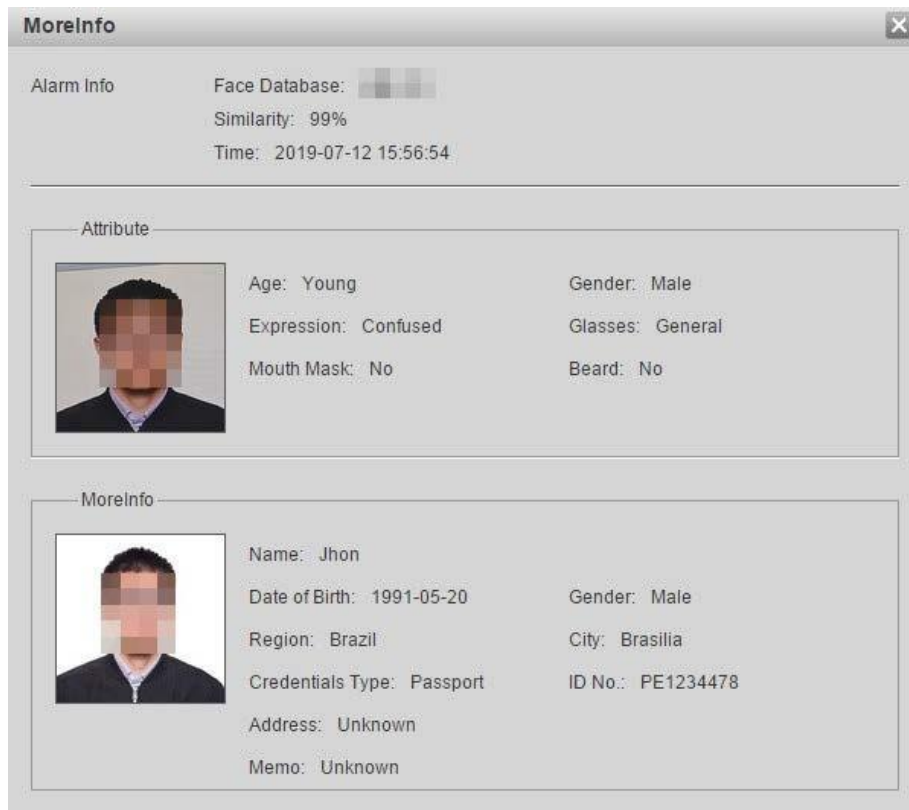 MoreInfo
Alarm Info Face Database:
Similarity: 99%
Time: 2019-07-12 15:56:54
Attribute
Age: Young Gender: Male
Expression: Confused Glasses: General
Mouth Mask: No Beard: No
MoreInfo
Name: Jhon
Date of Birth: 1991-05-20 Gender: Male
Region: Brazil City: Brasilia
Credentials Type: Passport ID No.: PE1234478
Address: Unknown
Memo: Unknown